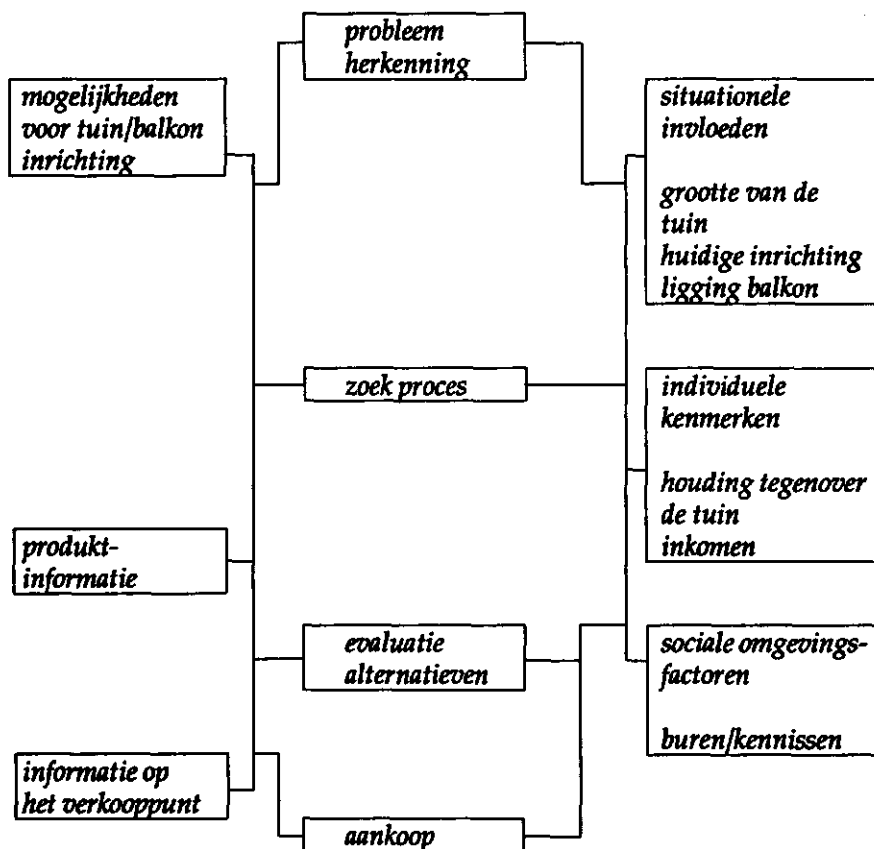 probleem
herkenning
mogelijkheden
voor tuin/balkon
inrichting
situationele
invloeden
grootte van de
tuin
huidige inrichting
ligging balkon
zoek proces
individuele
kenmerken
houding tegenover
de tuin
inkomen
produkt-
informatie
evaluatie
alternatieven
sociale omgevings-
factoren
buren/kennissen
informatie op
het verkooppunt
aankoop